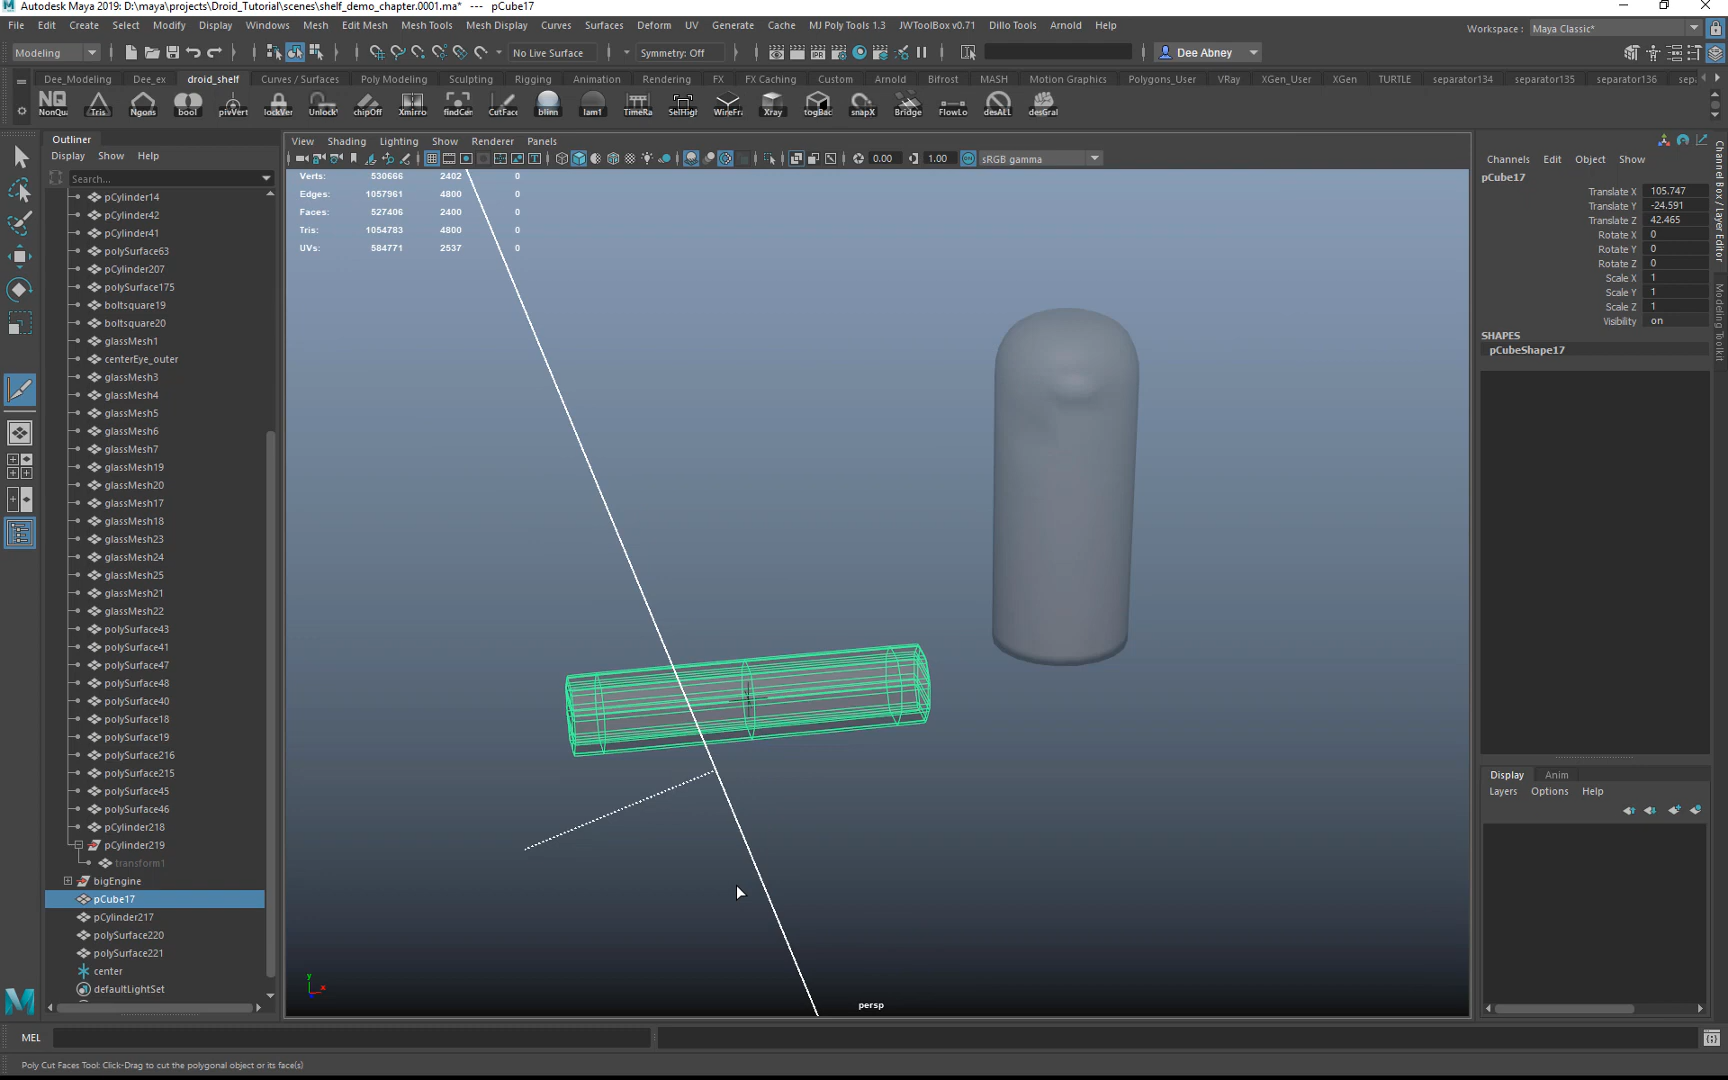 Autodesk Maya 2019: D:\maya\projects\Droid_Tutorial\scenes\shelf_demo_chapter.0001.ma* --- pCube17
File Edit Create Select Modify Display Windows Mesh Edit Mesh Mesh Tools Mesh Display Curves Surfaces Deform UV Generate Cache MJ Poly Tools 1.3 JWToolBox v0.71 Dillo Tools Arnold Help
Workspace : Maya Classic*
Modeling No Live Surface Symmetry: Off Dee Abney
Dee_Modeling Dee_ex droid_shelf Curves / Surfaces Poly Modeling Sculpting Rigging Animation Rendering FX FX Caching Custom Arnold Bifrost MASH Motion Graphics Polygons_User VRay XGen_User XGen TURTLE separator134 separator135 separator136 sep
NQ
NonQu Tris Ngons bool pivVert lockVer Unlock chipOff Xmirro findCen CutFace blinn lam1 TimeRa SelHigl WireFr Xray togBac snapX Bridge FlowLo desALL desGral
Outliner
Display Show Help
Search...
pCylinder14
pCylinder42
pCylinder41
polySurface63
pCylinder207
polySurface175
boltsquare19
boltsquare20
glassMesh1
centerEye_outer
glassMesh3
glassMesh4
glassMesh5
glassMesh6
glassMesh7
glassMesh19
glassMesh20
glassMesh17
glassMesh18
glassMesh23
glassMesh24
glassMesh25
glassMesh21
glassMesh22
polySurface43
polySurface41
polySurface47
polySurface48
polySurface40
polySurface18
polySurface19
polySurface216
polySurface215
polySurface45
polySurface46
pCylinder218
pCylinder219
transform1
bigEngine
pCube17
pCylinder217
polySurface220
polySurface221
center
defaultLightSet
View Shading Lighting Show Renderer Panels
0.00 1.00 sRGB gamma
Verts: 530666 2402 0
Edges: 1057961 4800 0
Faces: 527406 2400 0
Tris: 1054783 4800 0
UVs: 584771 2537 0
y
x
persp
Channels Edit Object Show
pCube17
Translate X 105.747
Translate Y -24.591
Translate Z 42.465
Rotate X 0
Rotate Y 0
Rotate Z 0
Scale X 1
Scale Y 1
Scale Z 1
Visibility on
SHAPES
pCubeShape17
Display Anim
Layers Options Help
Channel Box / Layer Editor
Modeling Toolkit
MEL
Poly Cut Faces Tool: Click-Drag to cut the polygonal object or its face(s)